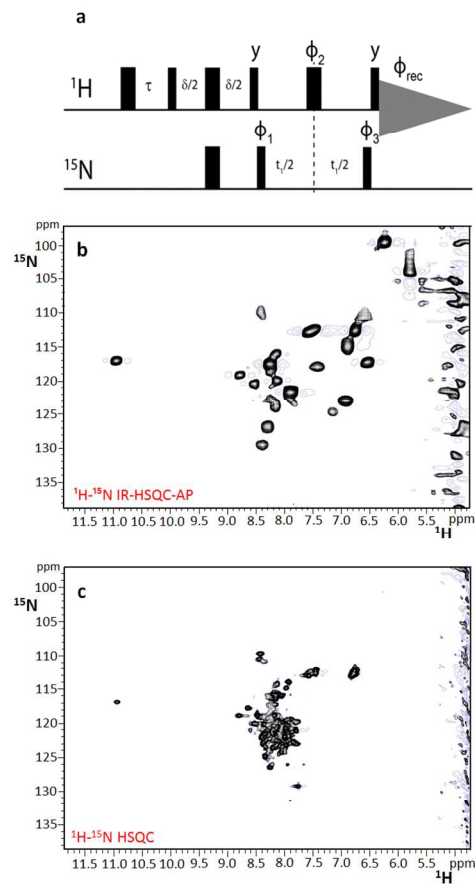 a
y ϕ₂ y
¹H τ δ/2 δ/2 ϕrec
ϕ₁ ϕ₃
¹⁵N t₁/2 t₁/2
ppm
b
¹⁵N
100
105
110
115
120
125
130
135
¹H-¹⁵N IR-HSQC-AP
11.5 11.0 10.5 10.0 9.5 9.0 8.5 8.0 7.5 7.0 6.5 6.0 5.5 ppm
¹H
ppm
c
¹⁵N
100
105
110
115
120
125
130
135
¹H-¹⁵N HSQC
11.5 11.0 10.5 10.0 9.5 9.0 8.5 8.0 7.5 7.0 6.5 6.0 5.5 ppm
¹H